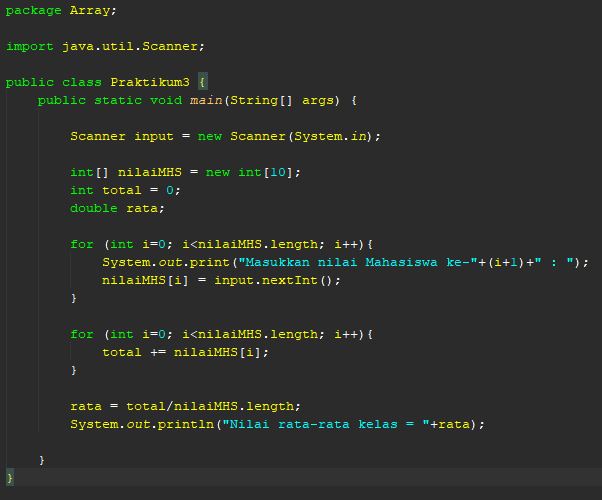 package Array;
import java.util.Scanner;
public class Praktikum3 {
public static void main(String[] args) {
Scanner input = new Scanner(System.in);
int[] nilaiMHS = new int[10];
int total = 0;
double rata;
for (int i=0; i<nilaiMHS.length; i++){
System.out.print("Masukkan nilai Mahasiswa ke-"+(i+1)+" : ");
nilaiMHS[i] = input.nextInt();
}
for (int i=0; i<nilaiMHS.length; i++){
total += nilaiMHS[i];
}
rata = total/nilaiMHS.length;
System.out.println("Nilai rata-rata kelas = "+rata);
}
}